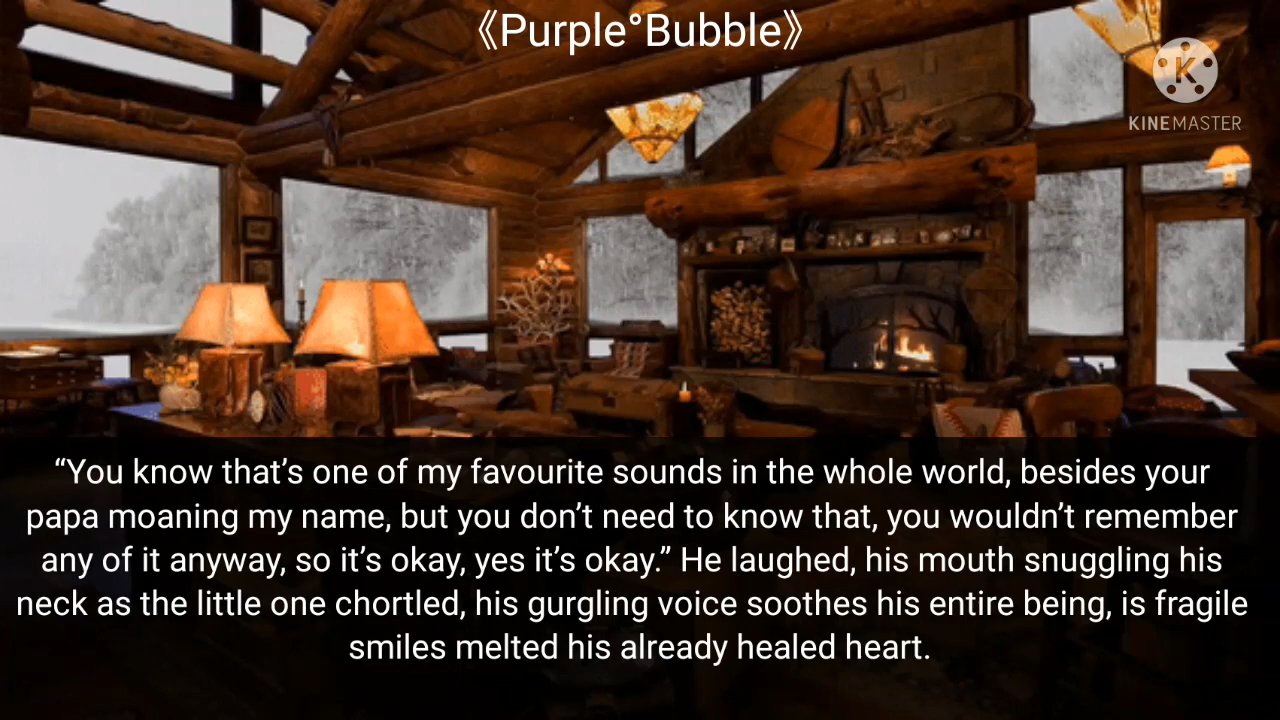 《Purple°Bubble》
K
KINEMASTER
“You know that’s one of my favourite sounds in the whole world, besides your
papa moaning my name, but you don’t need to know that, you wouldn’t remember
any of it anyway, so it’s okay, yes it’s okay.” He laughed, his mouth snuggling his
neck as the little one chortled, his gurgling voice soothes his entire being, is fragile
smiles melted his already healed heart.